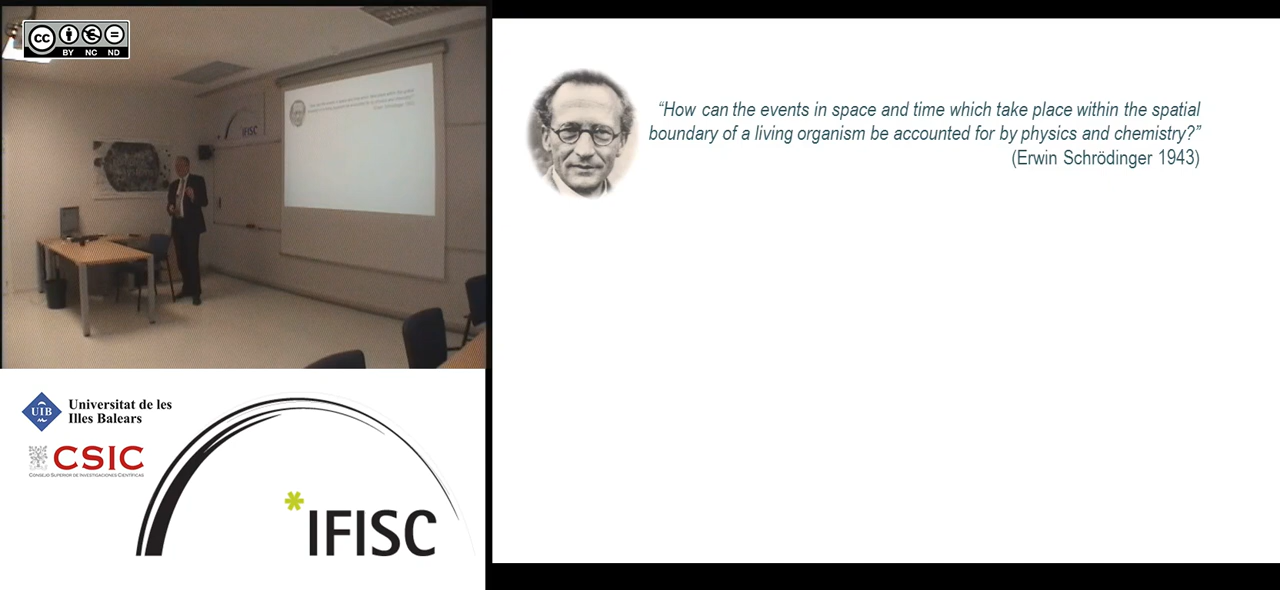 cc
BY NC ND
IFISC
“How can the events in space and time which take place within the spatial
boundary of a living organism be accounted for by physics and chemistry?”
(Erwin Schrödinger 1943)
UIB
Universitat de les
Illes Balears
CSIC
CONSEJO SUPERIOR DE INVESTIGACIONES CIENTÍFICAS
*IFISC